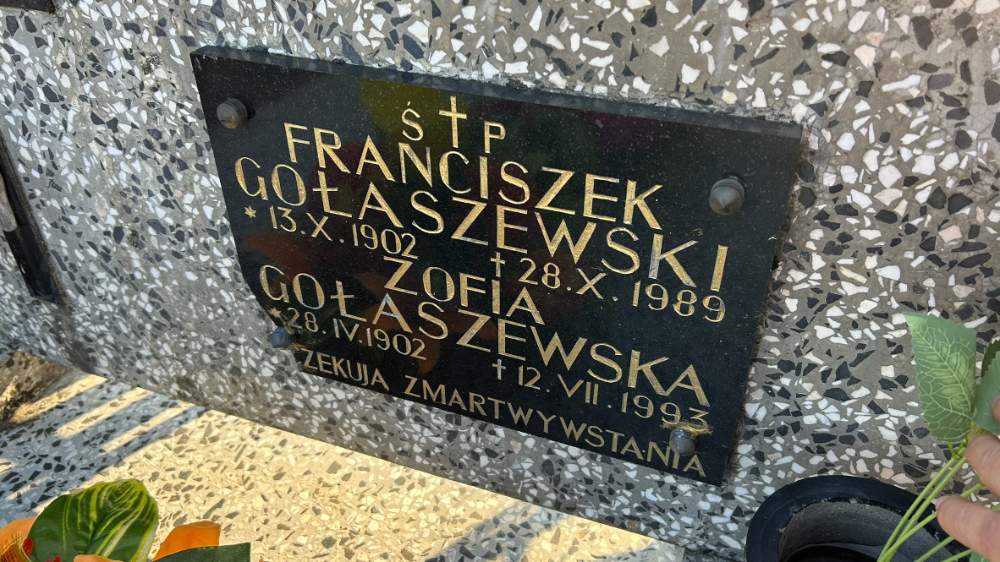 Ś † P
FRANCISZEK
GOŁASZEWSKI
* 13.X.1902 † 28.X.1989
ZOFIA
GOŁASZEWSKA
* 28.IV.1902 † 12.VII.1993
ZEKUJA ZMARTWYWSTANIA